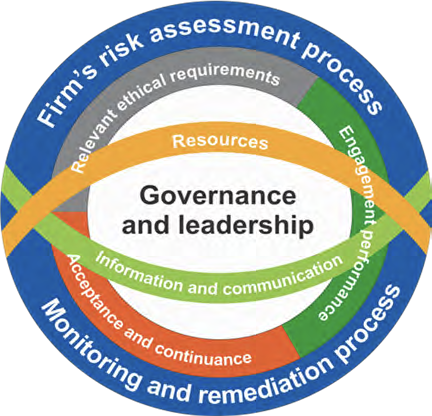 Firm's risk assessment process
Relevant ethical requirements
Resources
Engagement performance
Governance
and leadership
Information and communication
Acceptance and continuance
Monitoring and remediation process